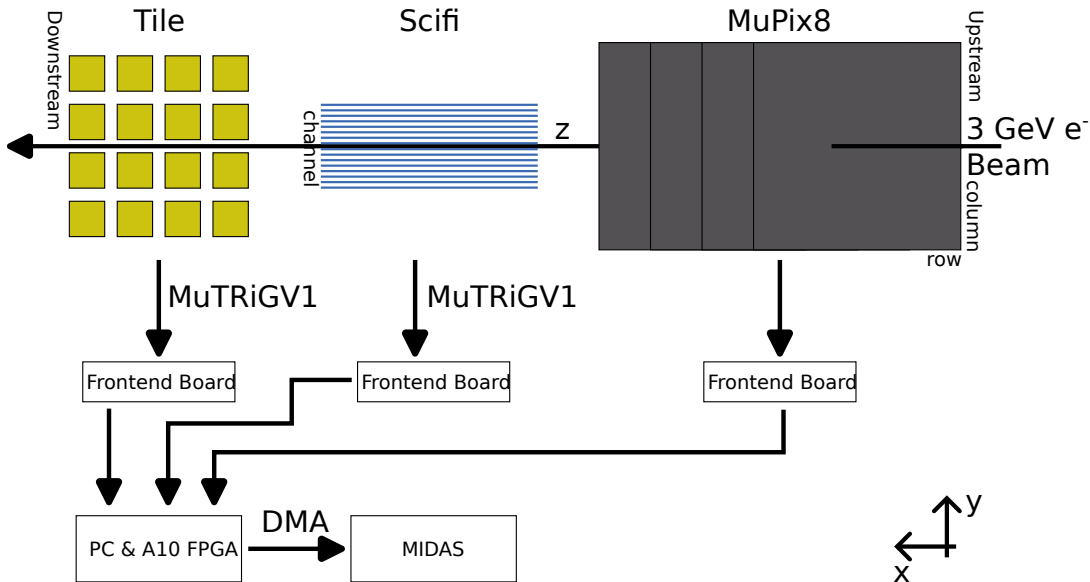 Tile
Scifi
MuPix8
Downstream
Upstream
channel
z
3 GeV e-
Beam
column
row
MuTRiGV1
MuTRiGV1
Frontend Board
Frontend Board
Frontend Board
PC & A10 FPGA
DMA
MIDAS
y
x